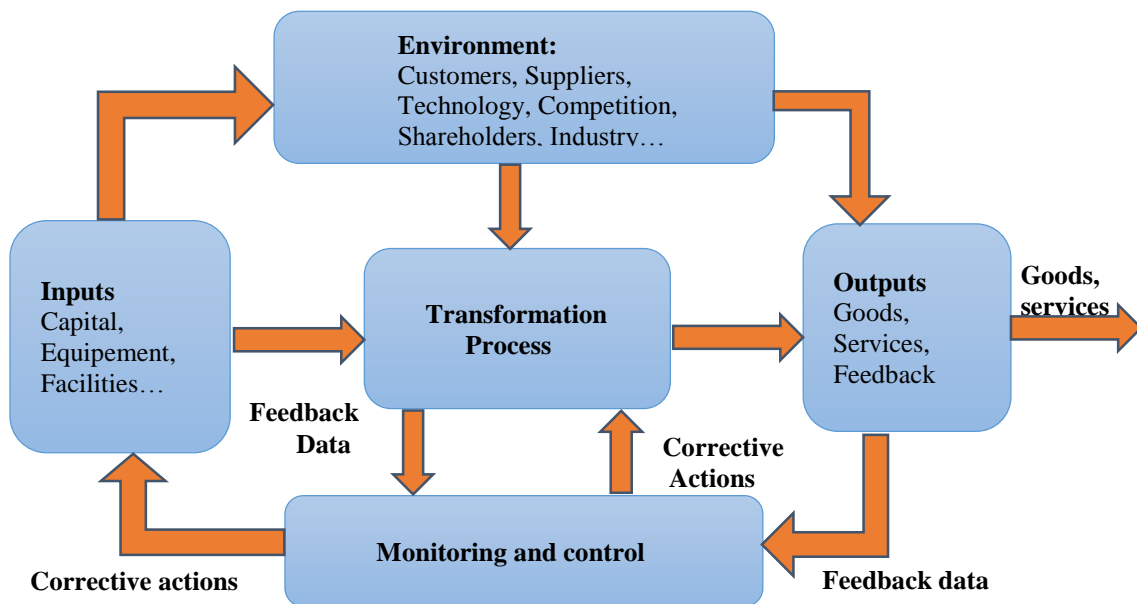 Environment:
Customers, Suppliers,
Technology, Competition,
Shareholders, Industry…
Inputs
Capital,
Equipement,
Facilities…
Transformation
Process
Outputs
Goods,
Services,
Feedback
Goods,
services
Feedback
Data
Corrective
Actions
Monitoring and control
Corrective actions
Feedback data